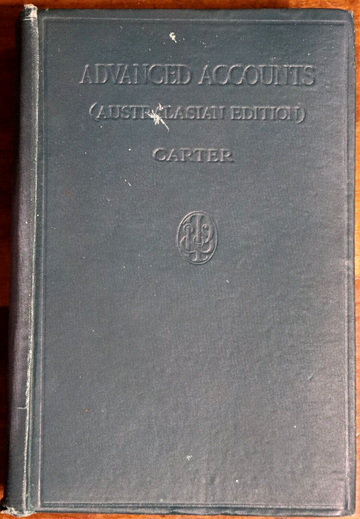 ADVANCED ACCOUNTS
(AUSTRALASIAN EDITION)
CARTER